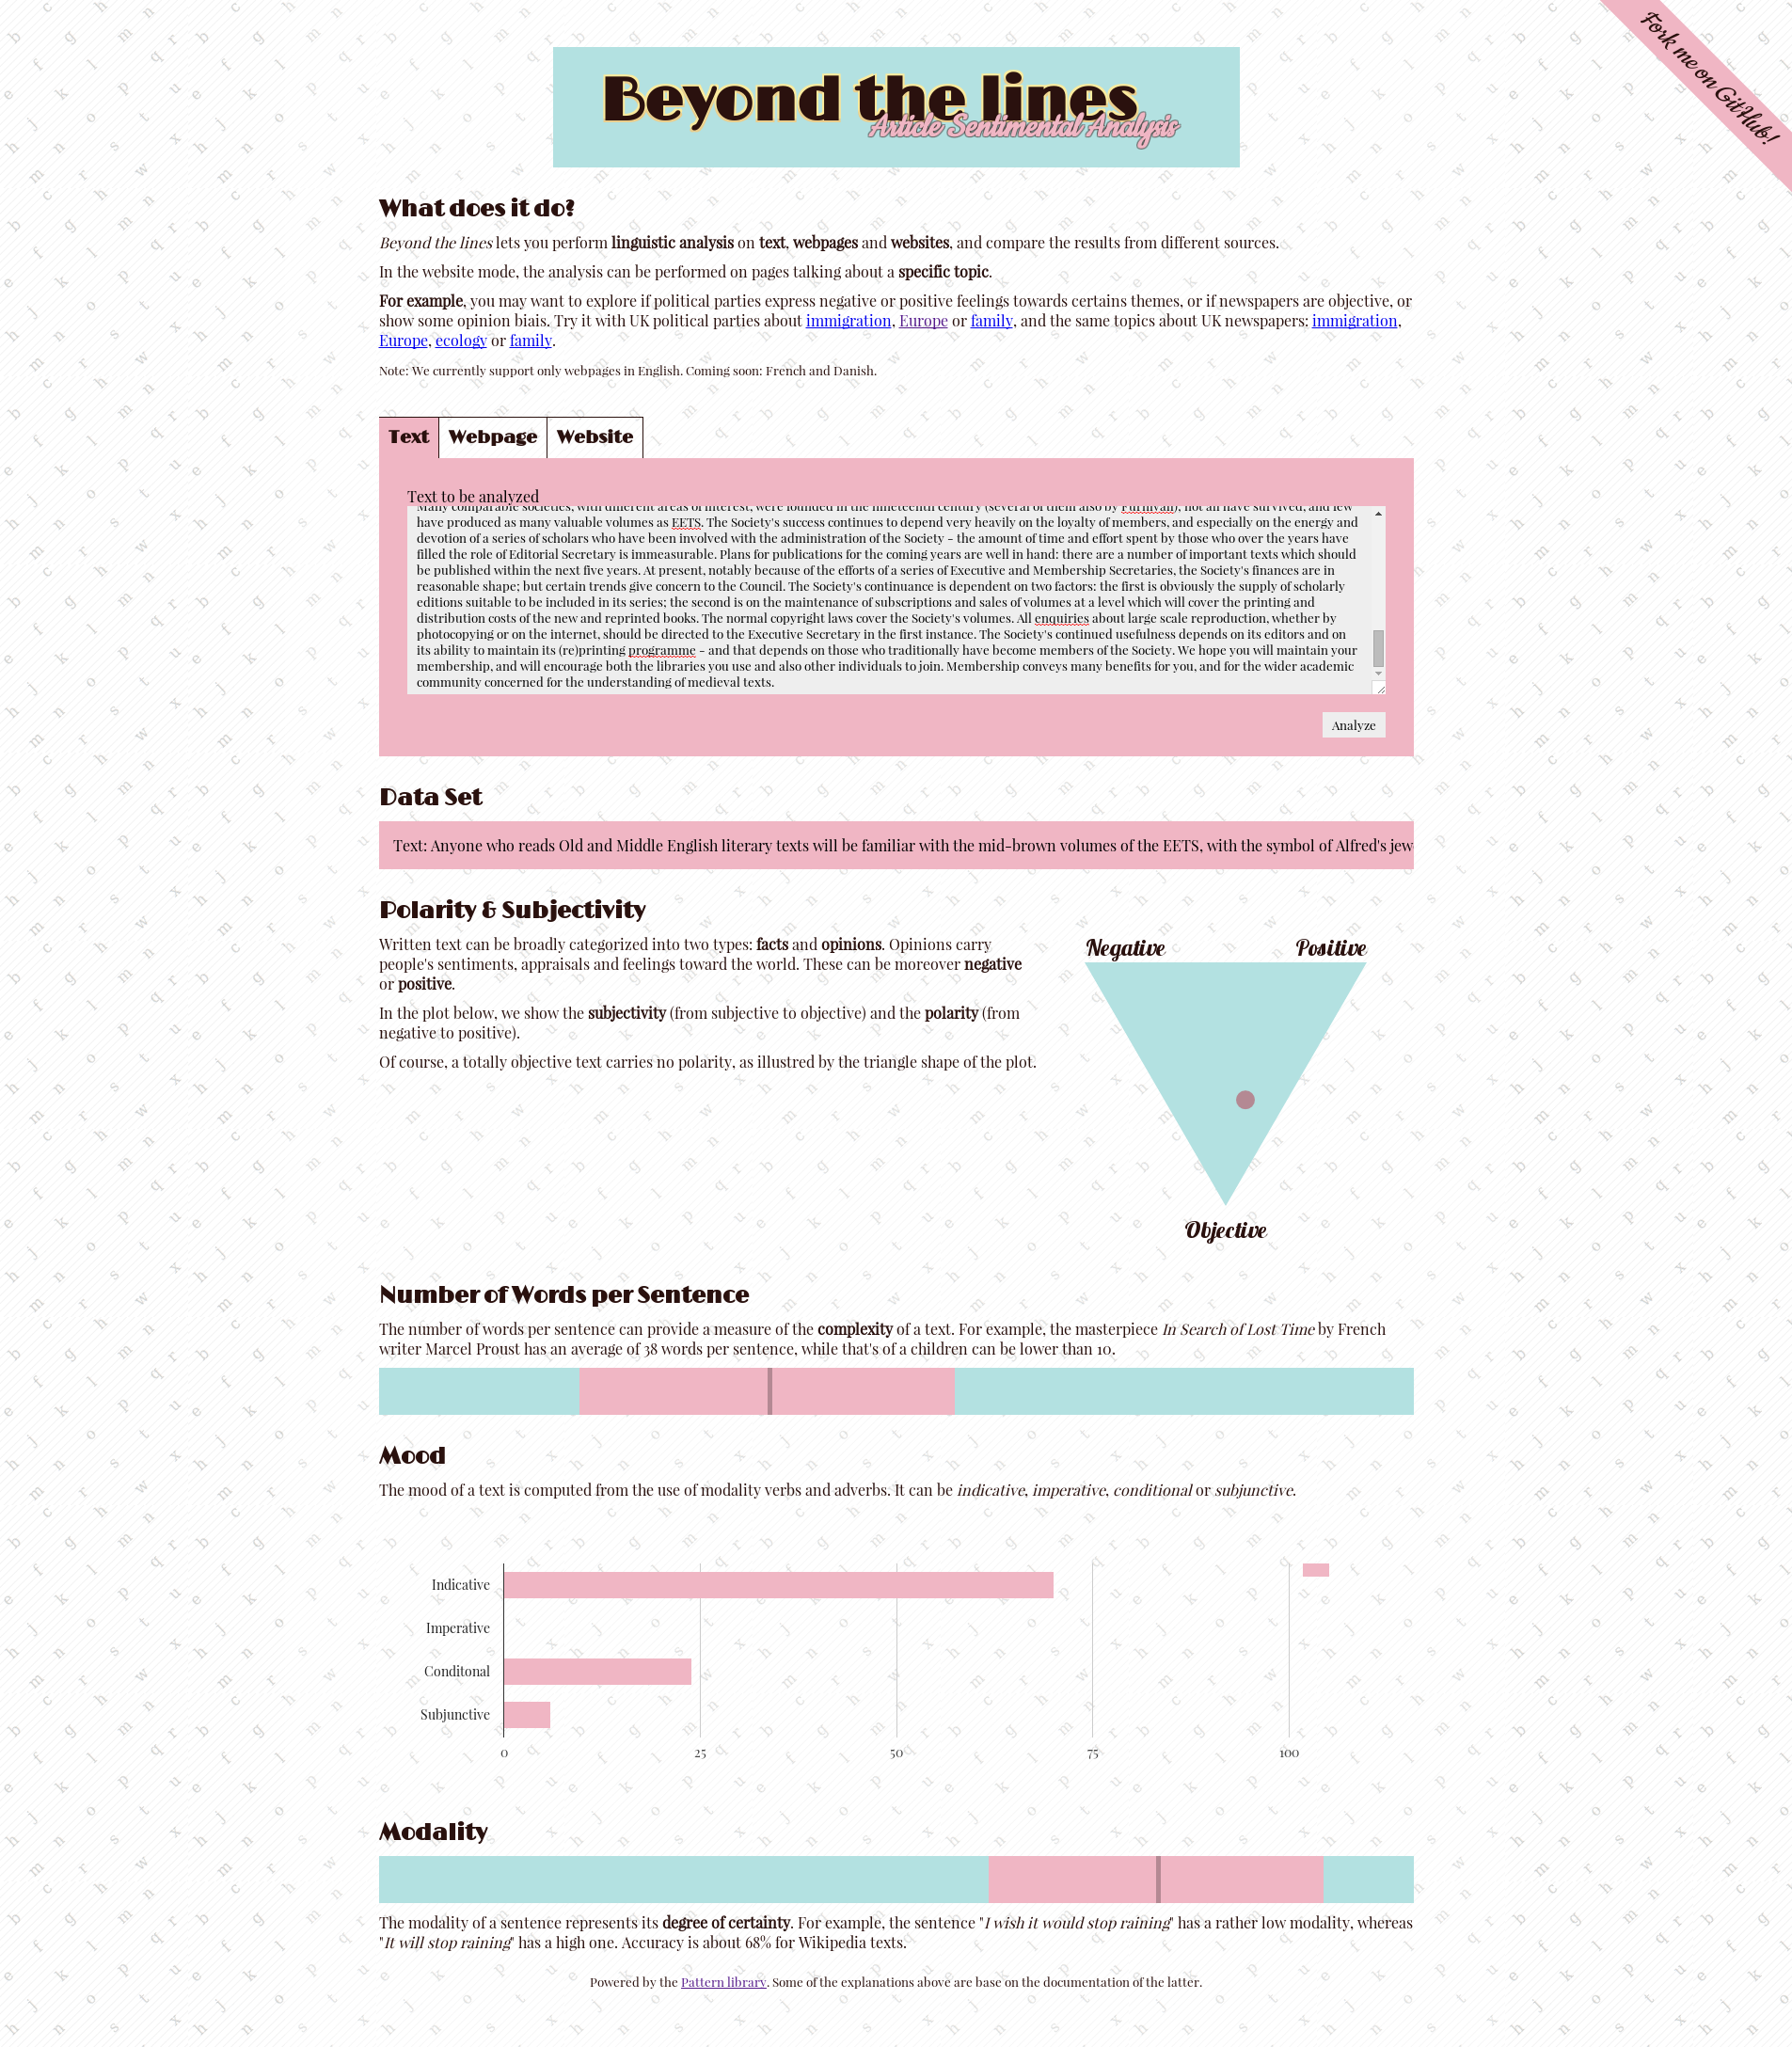 Fork me on GitHub!
Beyond the lines
Article Sentimental Analysis
What does it do?
Beyond the lines lets you perform linguistic analysis on text, webpages and websites, and compare the results from different sources.
In the website mode, the analysis can be performed on pages talking about a specific topic.
For example, you may want to explore if political parties express negative or positive feelings towards certains themes, or if newspapers are objective, or
show some opinion biais. Try it with UK political parties about immigration, Europe or family, and the same topics about UK newspapers: immigration,
Europe, ecology or family.
Note: We currently support only webpages in English. Coming soon: French and Danish.
Text Webpage Website
Text to be analyzed
Many comparable societies, with different areas of interest, were founded in the nineteenth century (several of them also by Furnivall); not all have survived, and few
have produced as many valuable volumes as EETS. The Society's success continues to depend very heavily on the loyalty of members, and especially on the energy and
devotion of a series of scholars who have been involved with the administration of the Society - the amount of time and effort spent by those who over the years have
filled the role of Editorial Secretary is immeasurable. Plans for publications for the coming years are well in hand: there are a number of important texts which should
be published within the next five years. At present, notably because of the efforts of a series of Executive and Membership Secretaries, the Society's finances are in
reasonable shape; but certain trends give concern to the Council. The Society's continuance is dependent on two factors: the first is obviously the supply of scholarly
editions suitable to be included in its series; the second is on the maintenance of subscriptions and sales of volumes at a level which will cover the printing and
distribution costs of the new and reprinted books. The normal copyright laws cover the Society's volumes. All enquiries about large scale reproduction, whether by
photocopying or on the internet, should be directed to the Executive Secretary in the first instance. The Society's continued usefulness depends on its editors and on
its ability to maintain its (re)printing programme - and that depends on those who traditionally have become members of the Society. We hope you will maintain your
membership, and will encourage both the libraries you use and also other individuals to join. Membership conveys many benefits for you, and for the wider academic
community concerned for the understanding of medieval texts.
Analyze
Data Set
Text: Anyone who reads Old and Middle English literary texts will be familiar with the mid-brown volumes of the EETS, with the symbol of Alfred's jew
Polarity & Subjectivity
Written text can be broadly categorized into two types: facts and opinions. Opinions carry
people's sentiments, appraisals and feelings toward the world. These can be moreover negative
or positive.
In the plot below, we show the subjectivity (from subjective to objective) and the polarity (from
negative to positive).
Of course, a totally objective text carries no polarity, as illustred by the triangle shape of the plot.
Negative Positive
Objective
Number of Words per Sentence
The number of words per sentence can provide a measure of the complexity of a text. For example, the masterpiece In Search of Lost Time by French
writer Marcel Proust has an average of 38 words per sentence, while that's of a children can be lower than 10.
Mood
The mood of a text is computed from the use of modality verbs and adverbs. It can be indicative, imperative, conditional or subjunctive.
Indicative
Imperative
Conditonal
Subjunctive
0 25 50 75 100
Modality
The modality of a sentence represents its degree of certainty. For example, the sentence "I wish it would stop raining" has a rather low modality, whereas
"It will stop raining" has a high one. Accuracy is about 68% for Wikipedia texts.
Powered by the Pattern library. Some of the explanations above are base on the documentation of the latter.